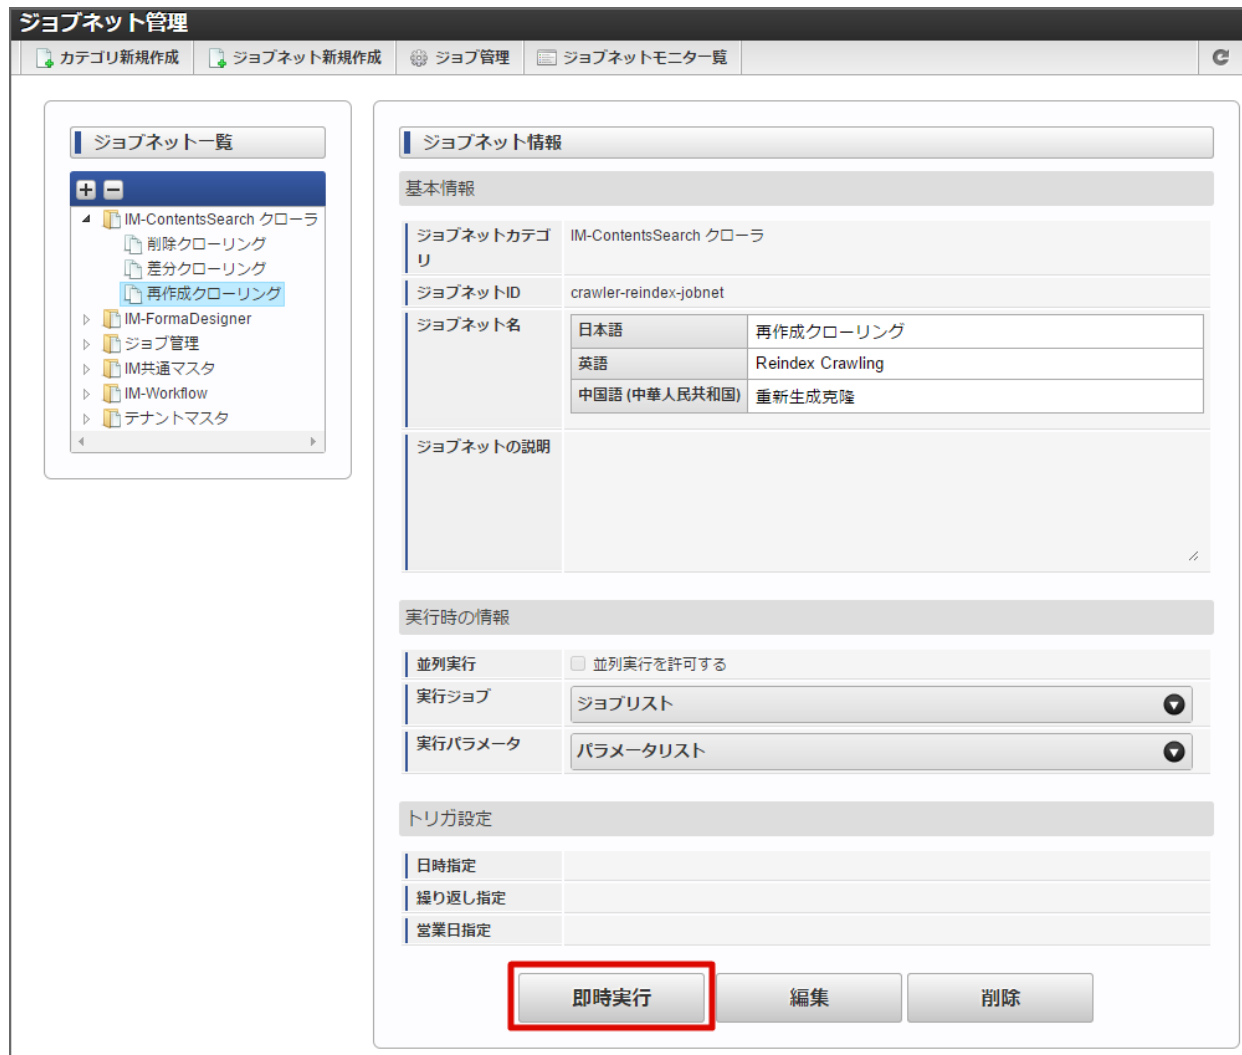 ジョブネット管理
カテゴリ新規作成 ジョブネット新規作成 ジョブ管理 ジョブネットモニター覧
ジョブネット一覧
IM-ContentsSearch クローラ
削除クローリング
差分クローリング
再作成クローリング
IM-FormaDesigner
ジョブ管理
IM共通マスタ
IM-Workflow
テナントマスタ
ジョブネット情報
基本情報
ジョブネットカテゴ
リ
IM-ContentsSearch クローラ
ジョブネットID crawler-reindex-jobnet
ジョブネット名
日本語 再作成クローリング
英語 Reindex Crawling
中国語 (中華人民共和国) 重新生成克隆
ジョブネットの説明
実行時の情報
並列実行 並列実行を許可する
実行ジョブ ジョブリスト
実行パラメータ パラメータリスト
トリガ設定
日時指定
繰り返し指定
営業日指定
即時実行 編集 削除